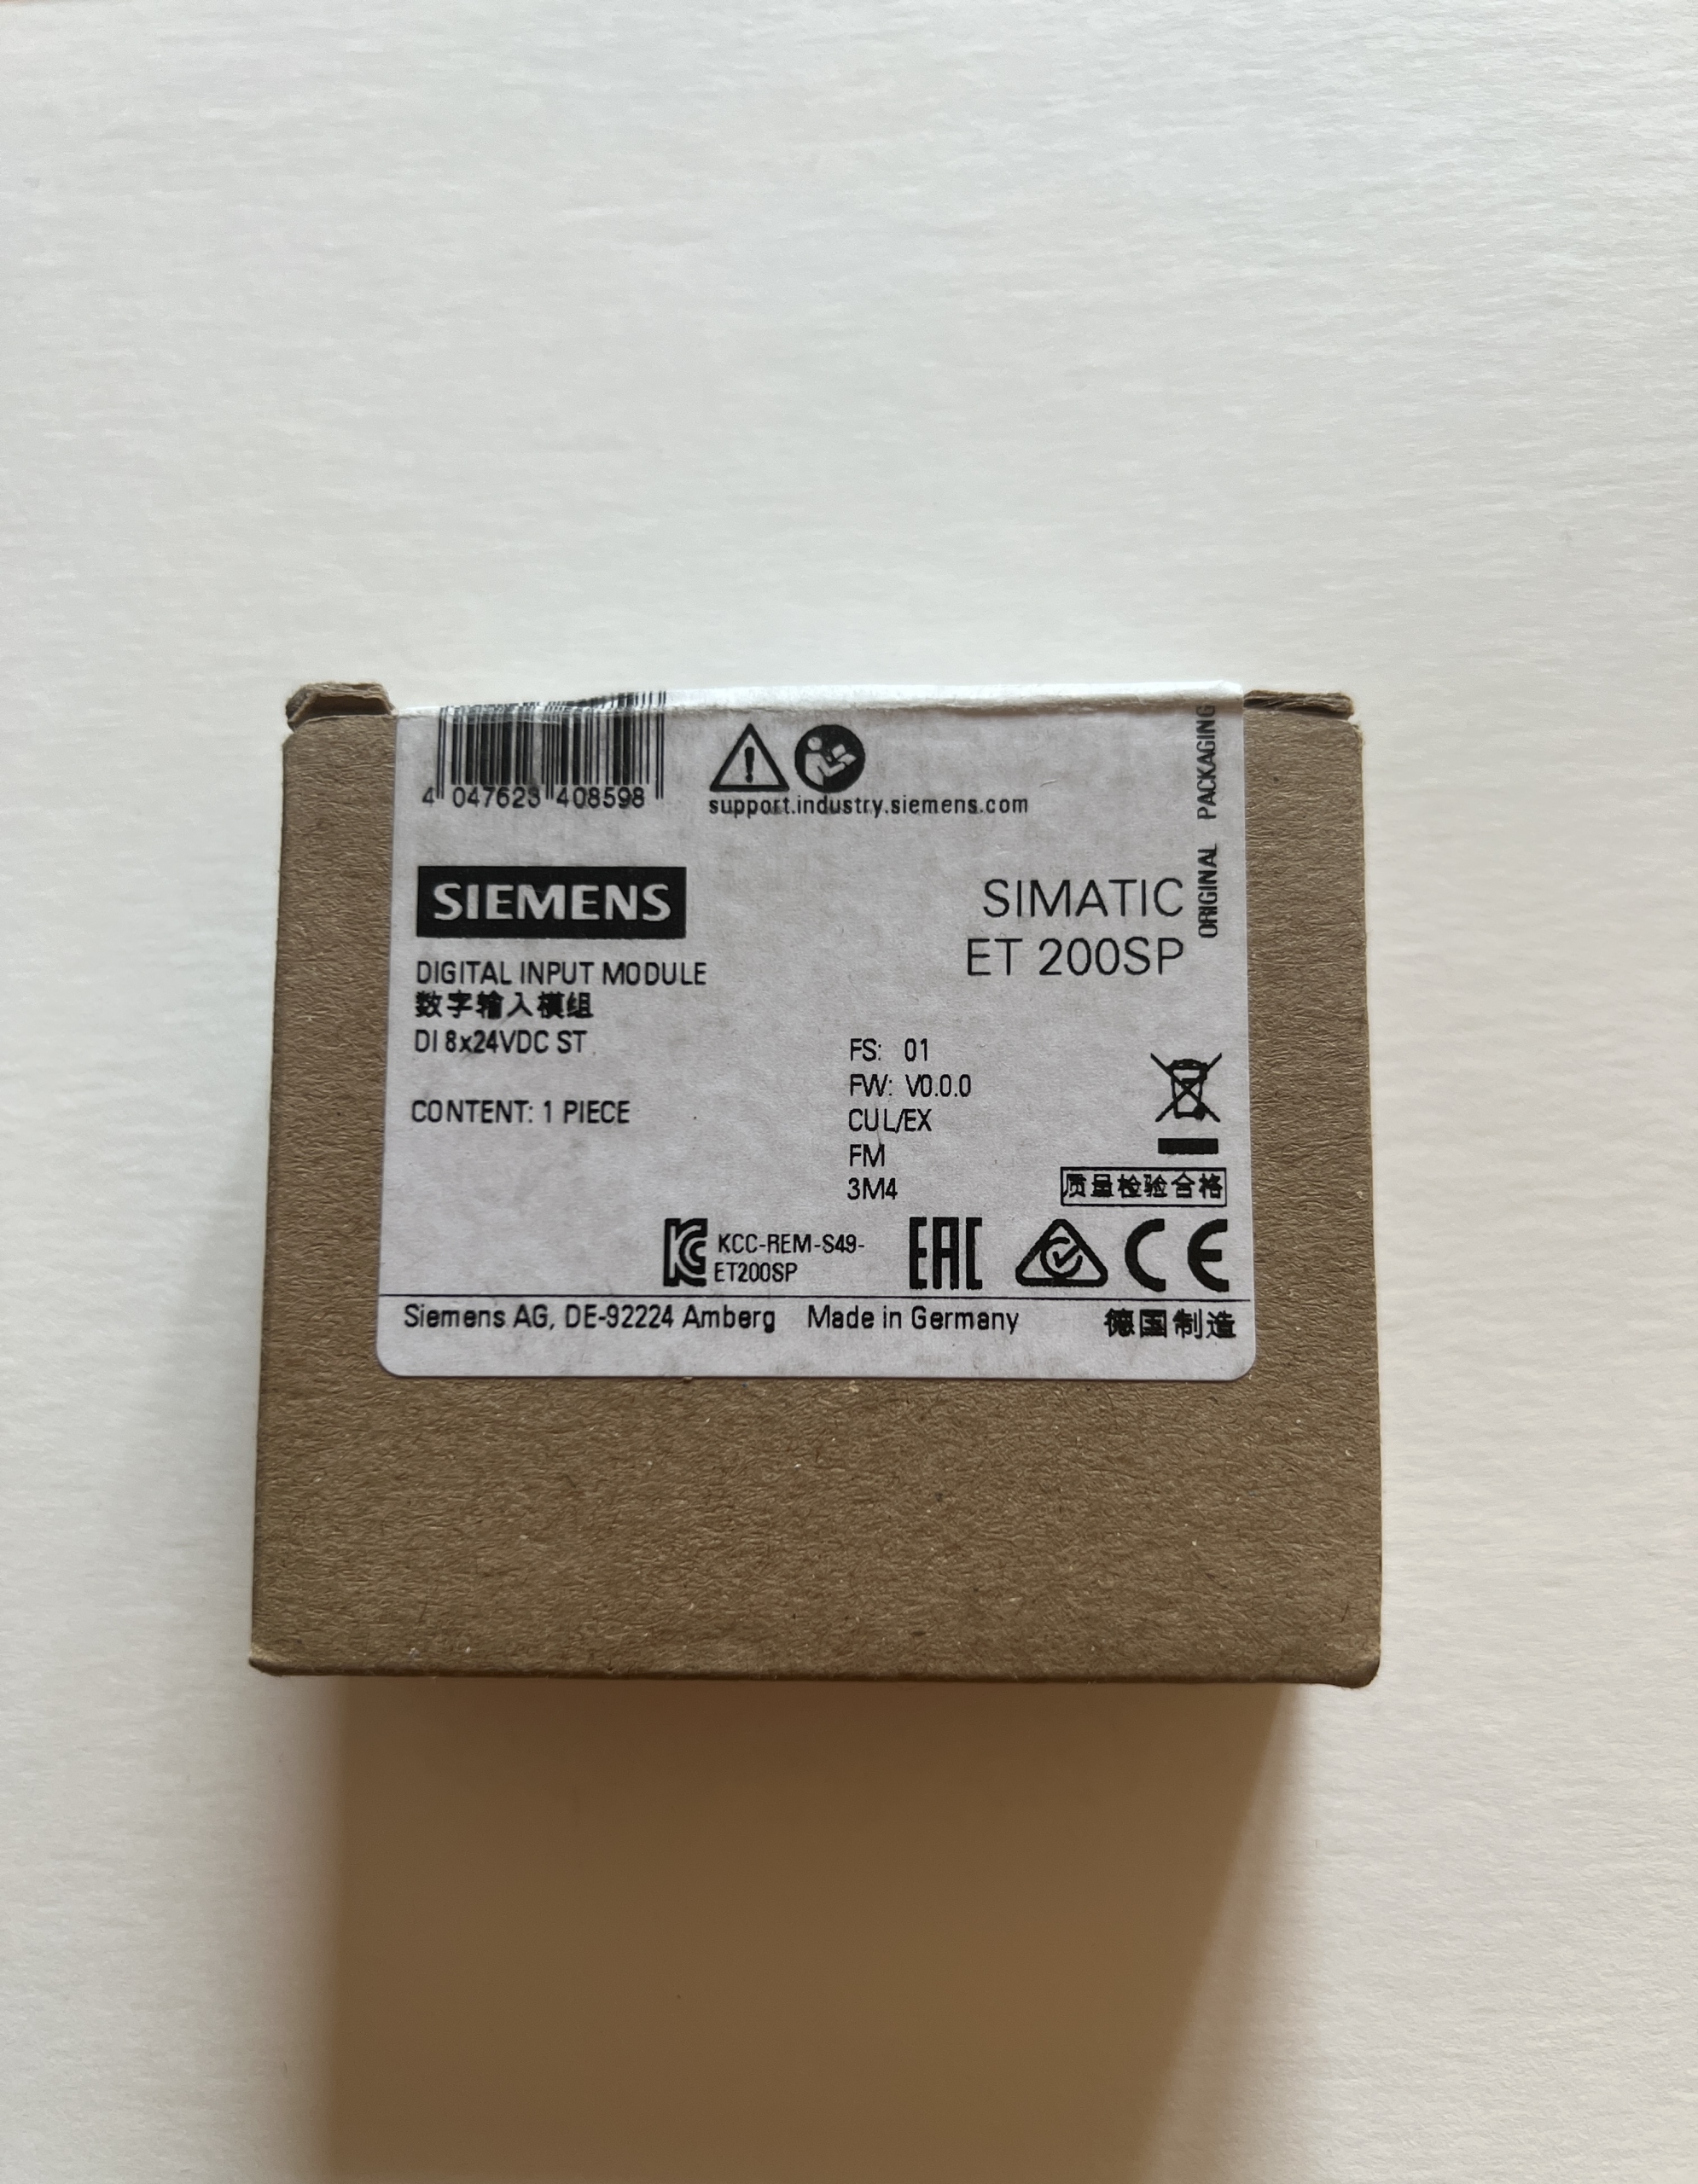 4 047623 408598
support.industry.siemens.com
ORIGINAL PACKAGING
SIEMENS
SIMATIC
ET 200SP
DIGITAL INPUT MODULE
数字输入模组
DI 8x24VDC ST
CONTENT: 1 PIECE
FS: 01
FW: V0.0.0
CUL/EX
FM
3M4
质量检验合格
KCC-REM-S49-
ET200SP
EAC
CE
Siemens AG, DE-92224 Amberg Made in Germany 德国制造